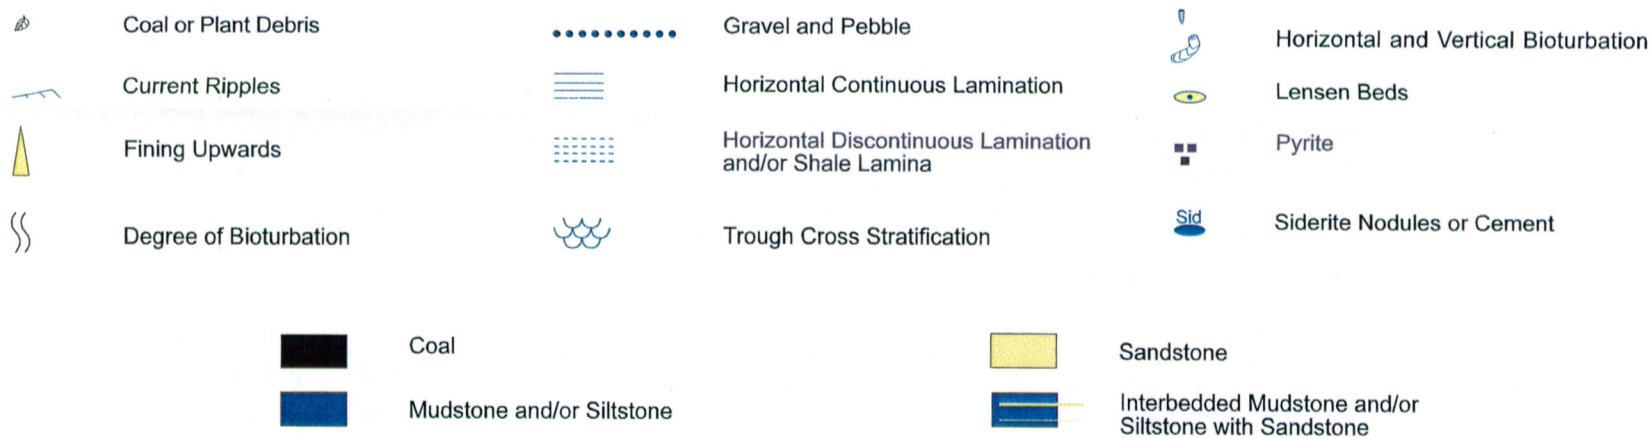 Coal or Plant Debris
Current Ripples
Fining Upwards
Degree of Bioturbation
Gravel and Pebble
Horizontal Continuous Lamination
Horizontal Discontinuous Lamination
and/or Shale Lamina
Trough Cross Stratification
Horizontal and Vertical Bioturbation
Lensen Beds
Pyrite
Sid
Siderite Nodules or Cement
Coal
Mudstone and/or Siltstone
Sandstone
Interbedded Mudstone and/or
Siltstone with Sandstone